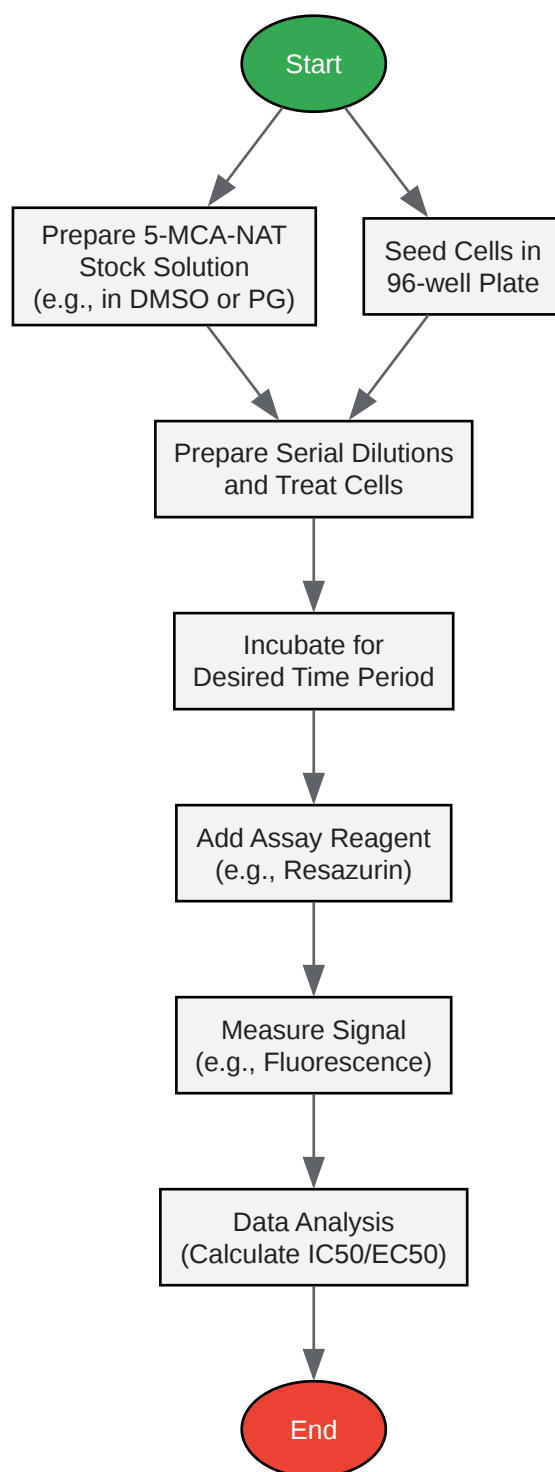 Start
Prepare 5-MCA-NAT
Stock Solution
(e.g., in DMSO or PG)
Seed Cells in
96-well Plate
Prepare Serial Dilutions
and Treat Cells
Incubate for
Desired Time Period
Add Assay Reagent
(e.g., Resazurin)
Measure Signal
(e.g., Fluorescence)
Data Analysis
(Calculate IC50/EC50)
End